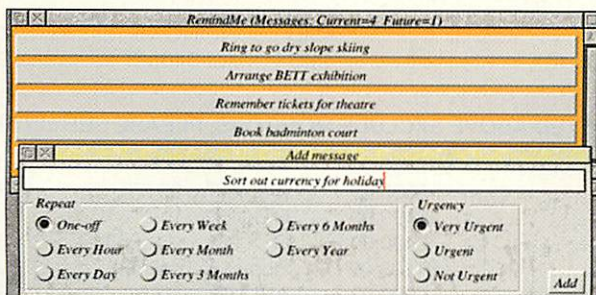 RemindMe (Messages: Current=4 Future=1)
Ring to go dry slope skiing
Arrange BETT exhibition
Remember tickets for theatre
Book badminton court
Add message
Sort out currency for holiday
Repeat
Urgency
One-off Every Week Every 6 Months Very Urgent
Every Hour Every Month Every Year Urgent
Every Day Every 3 Months Not Urgent
Add